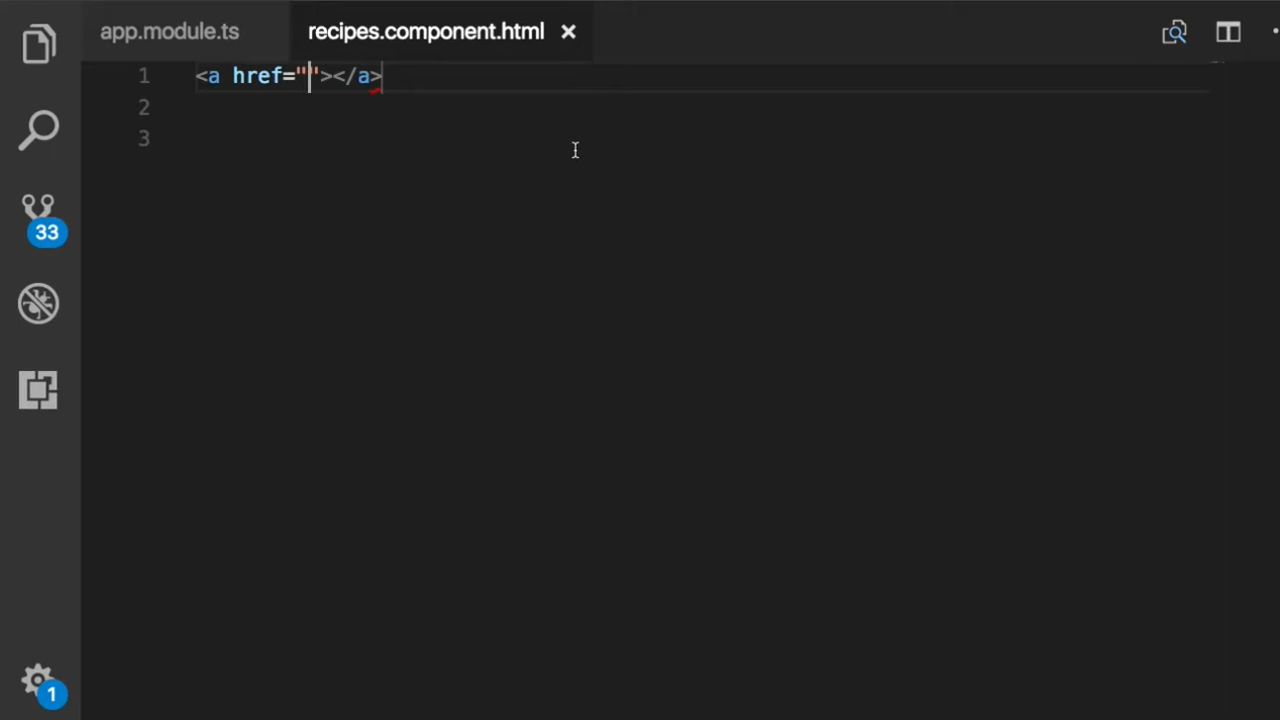 app.module.ts recipes.component.html
1 <a href=""></a>
2
3
33
1